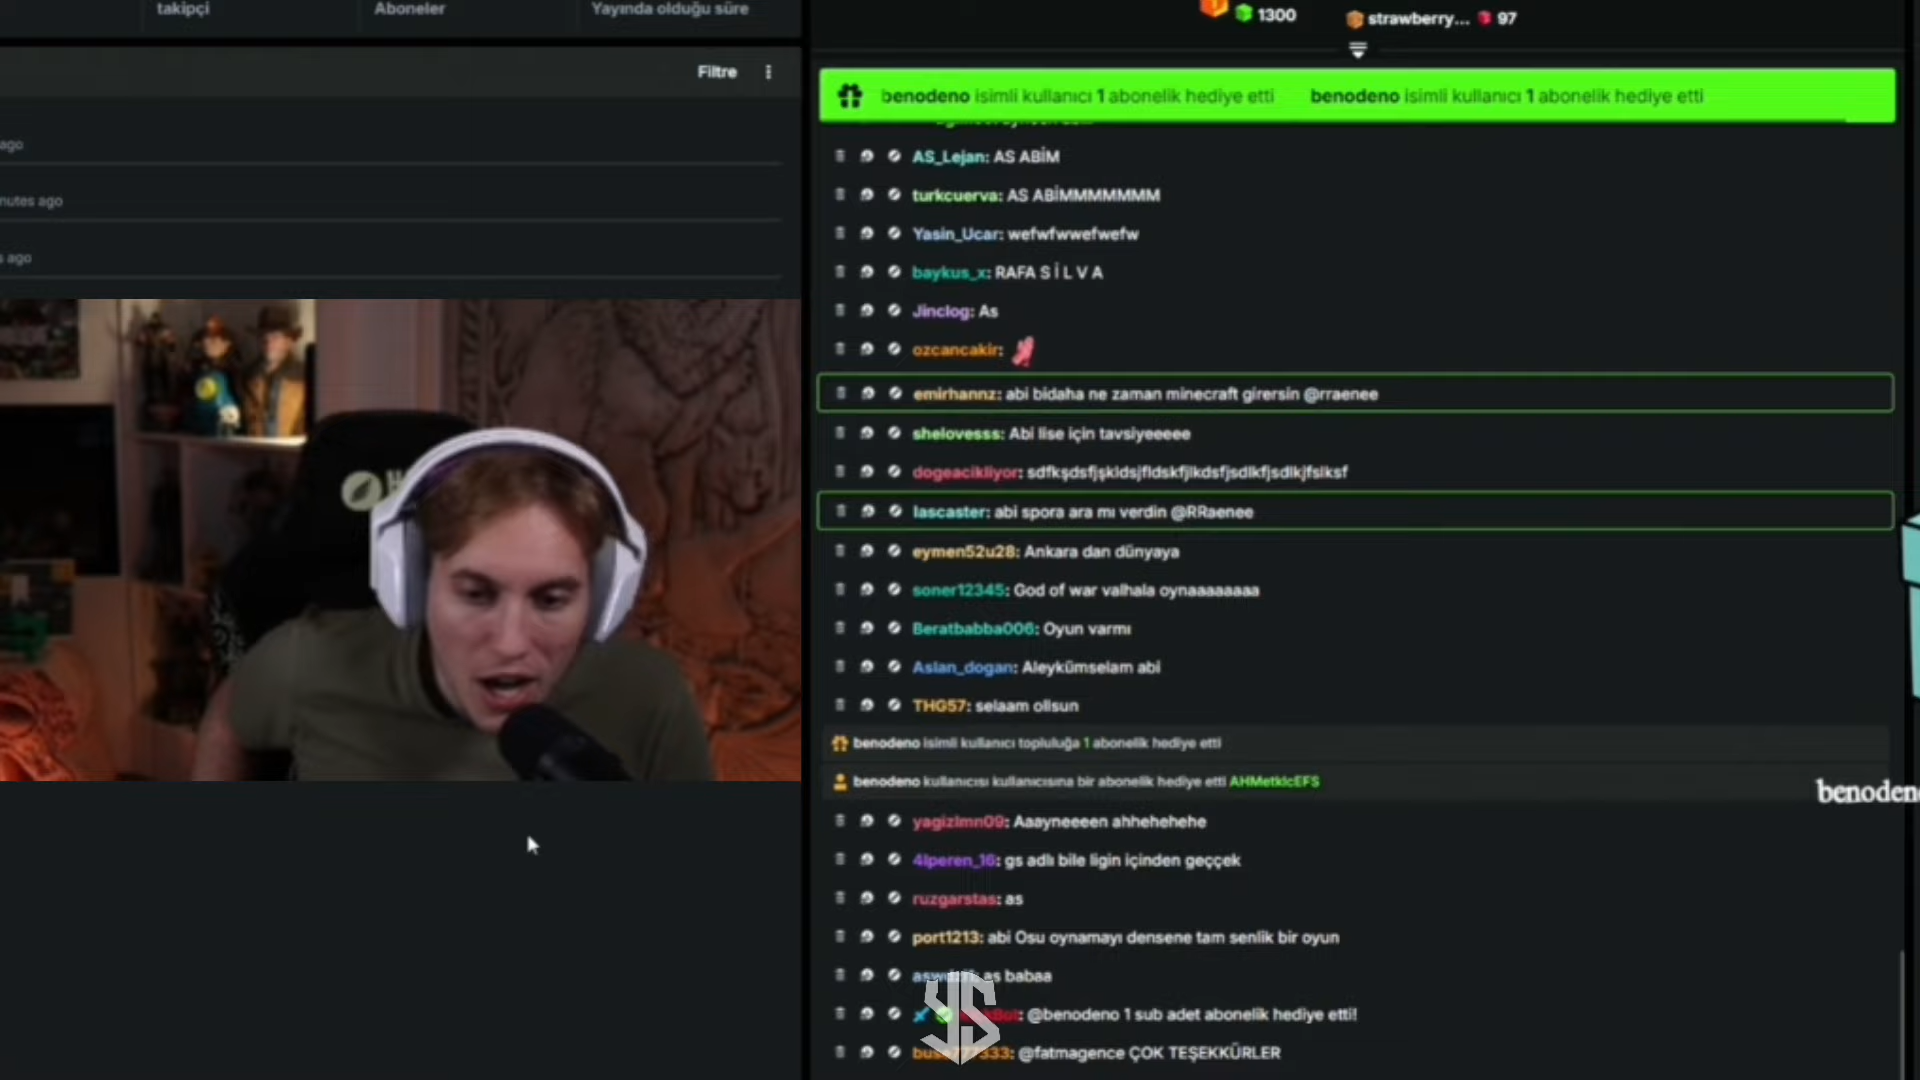 takipçi
Aboneler
Yayında olduğu süre
1300
strawberry... 97
Filtre
ago
nutes ago
s ago
benodeno isimli kullanıcı 1 abonelik hediye etti
benodeno isimli kullanıcı 1 abonelik hediye etti
AS_Lejan: AS ABİM
turkcuerva: AS ABİMMMMMMM
Yasin_Ucar: wefwfwwefwefw
baykus_x: RAFA S İ L V A
Jinclog: As
ozcancakir:
emirhannz: abi bidaha ne zaman minecraft girersin @rraenee
shelovesss: Abi lise için tavsiyeeeee
dogeacikliyor: sdfkşdsfjşkldsjfldskfjlkdsfjsdlkfjsdlkjfslksf
lascaster: abi spora ara mı verdin @RRaenee
eymen52u28: Ankara dan dünyaya
soner12345: God of war valhala oynaaaaaaaa
Beratbabba006: Oyun varmı
Aslan_dogan: Aleykümselam abi
THG57: selaam ollsun
benodeno isimli kullanıcı topluluğa 1 abonelik hediye etti
benodeno kullanıcısı kullanıcısına bir abonelik hediye etti AHMetkIcEFS
yagizlmn09: Aaayneeeen ahhehehehe
4lperen_16: gs adlı bile ligin içinden geççek
ruzgarstas: as
port1213: abi Osu oynamayı densene tam senlik bir oyun
as babaa
@benodeno 1 sub adet abonelik hediye etti!
@fatmagence ÇOK TEŞEKKÜRLER
benodeno